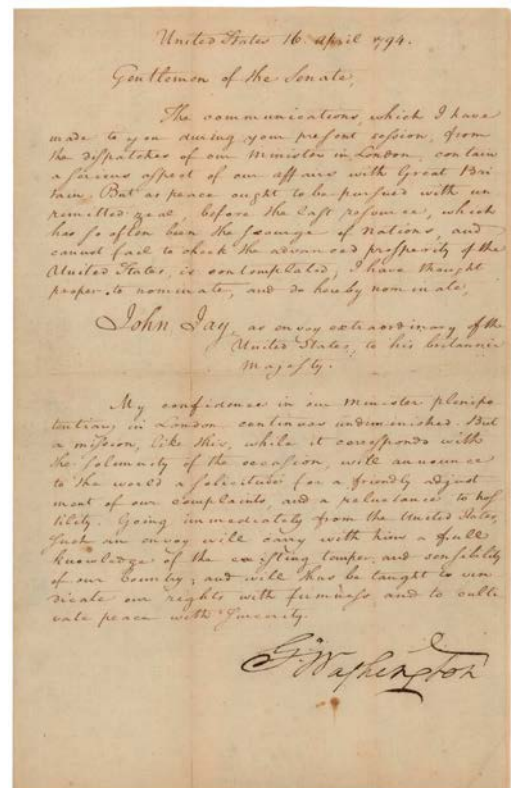 United States 16. April 1794.
Gentlemen of the Senate,
The communications, which I have
made to you during your present session, from
the dispatches of our Minister in London, contain
a serious aspect of our affairs with Great Bri
tain. But as peace ought to be pursued with un
remitted zeal, before the last resource, which
has so often been the scourge of Nations, and
cannot fail to check the advanced prosperity of the
United States, is contemplated, I have thought
proper to nominate, and do hereby nominate,
John Jay, as envoy extraordinary of the
United States, to his britannic
majesty.
My confidence in our Minister plenipo
tentiary in London continues undiminished. But
a mission, like this, while it corresponds with
the solemnity of the occasion, will announce
to the world a solicitude for a friendly adjust
ment of our complaints, and a reluctance to hos
tility. Going immediately from the United States,
such an envoy will carry with him a full
knowledge of the existing temper and sensibility
of our Country; and will thus be taught to vin
dicate our rights with firmness, and to culti
vate peace with sincerity.
Go. Washington